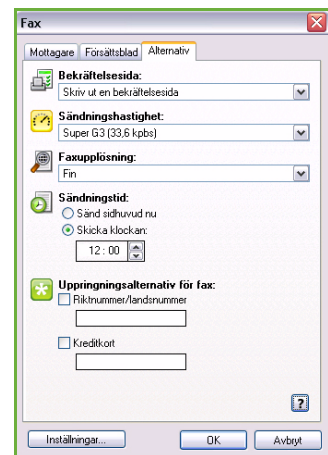 Fax
Mottagare Försättsblad Alternativ
Bekräftelsesida:
Skriv ut en bekräftelsesida
Sändningshastighet:
Super G3 (33,6 kpbs)
Faxupplösning:
Fin
Sändningstid:
Sänd sidhuvud nu
Skicka klockan:
12 : 00
Uppringningsalternativ för fax:
Riktnummer/landsnummer
Kreditkort
?
Inställningar... OK Avbryt